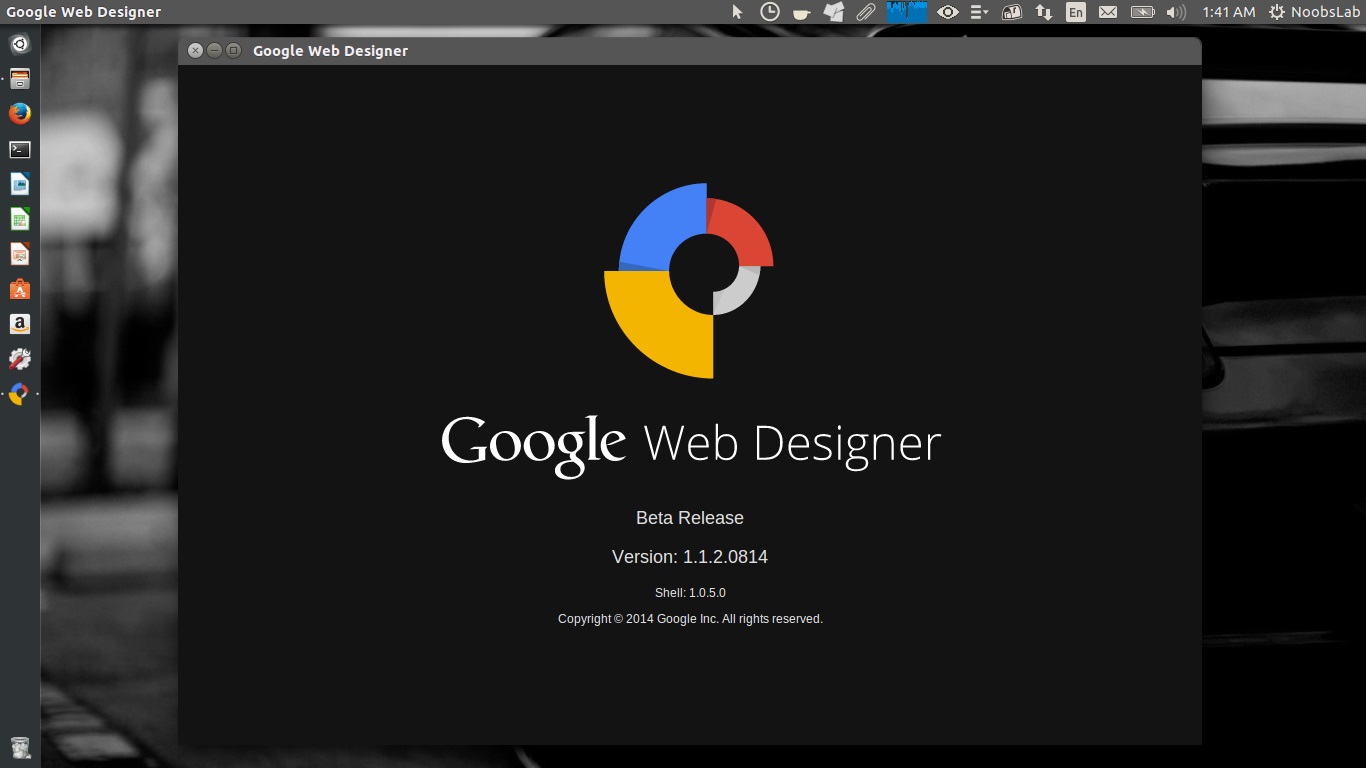 Google Web Designer
En
1:41 AM
NoobsLab
Google Web Designer
a
Google Web Designer
Beta Release
Version: 1.1.2.0814
Shell: 1.0.5.0
Copyright © 2014 Google Inc. All rights reserved.